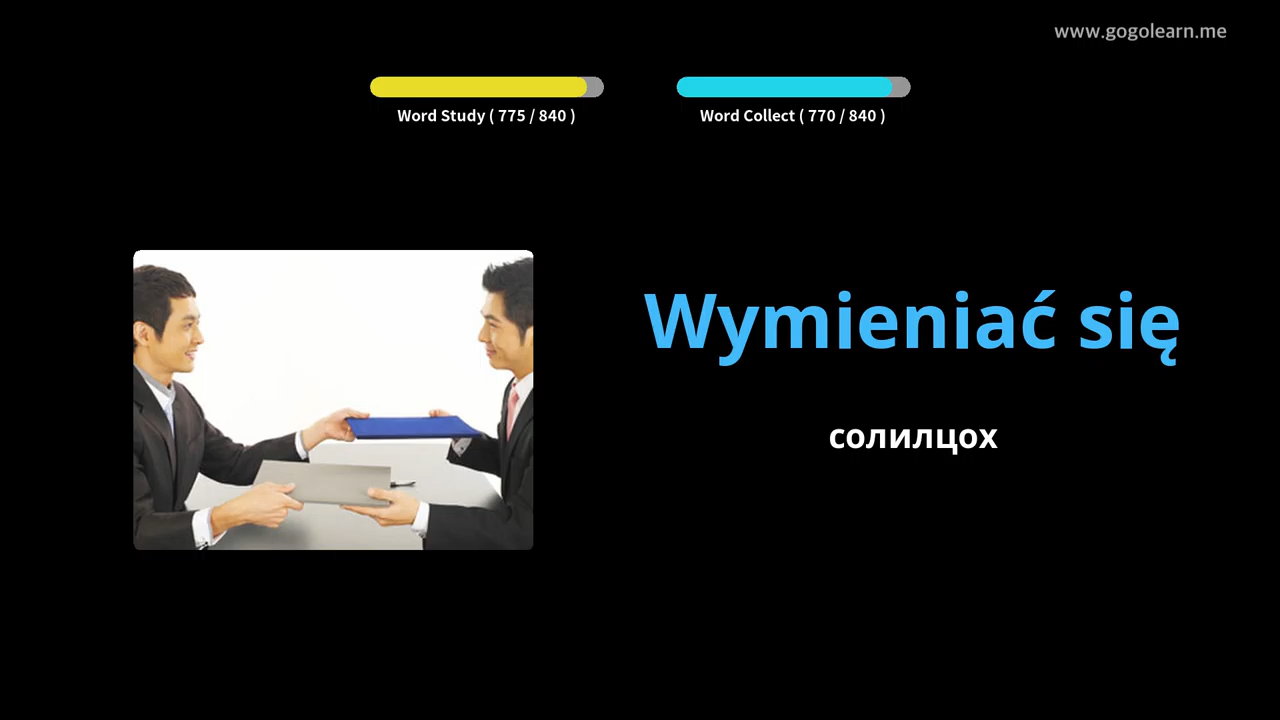 www.gogolearn.me
Word Study ( 775 / 840 )
Word Collect ( 770 / 840 )
Wymieniać się
солилцох